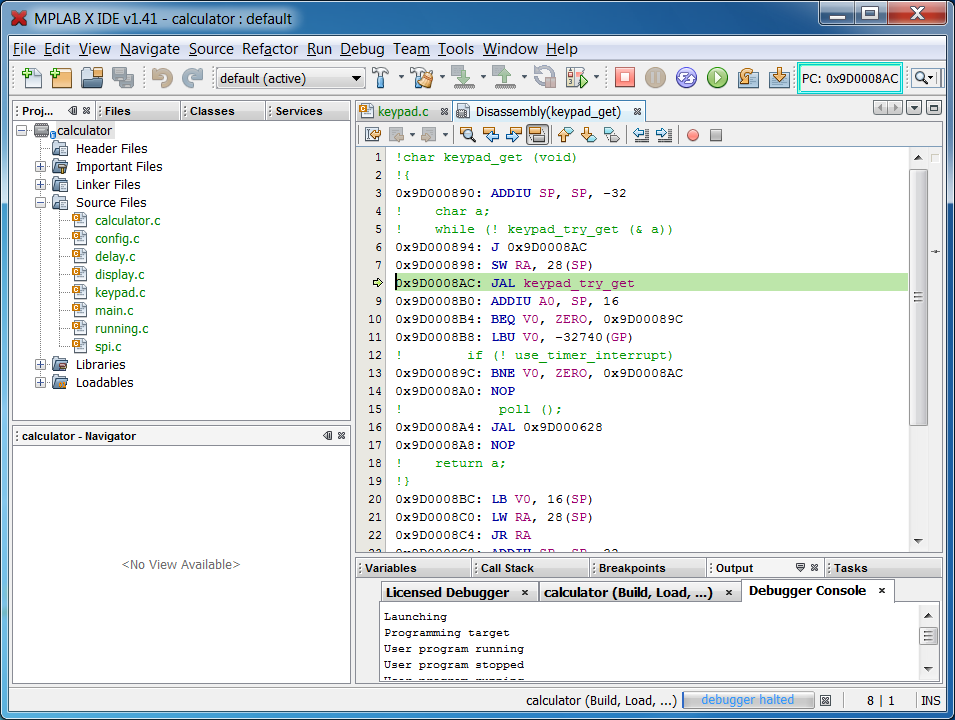 MPLAB X IDE v1.41 - calculator : default
File Edit View Navigate Source Refactor Run Debug Team Tools Window Help
default (active)
PC: 0x9D0008AC
Proj... Files Classes Services
calculator
Header Files
Important Files
Linker Files
Source Files
calculator.c
config.c
delay.c
display.c
keypad.c
main.c
running.c
spi.c
Libraries
Loadables
calculator - Navigator
<No View Available>
keypad.c Disassembly(keypad_get)
1 !char keypad_get (void)
2 !{
3 0x9D000890: ADDIU SP, SP, -32
4 !    char a;
5 !    while (! keypad_try_get (& a))
6 0x9D000894: J 0x9D0008AC
7 0x9D000898: SW RA, 28(SP)
0x9D0008AC: JAL keypad_try_get
9 0x9D0008B0: ADDIU A0, SP, 16
10 0x9D0008B4: BEQ V0, ZERO, 0x9D00089C
11 0x9D0008B8: LBU V0, -32740(GP)
12 !        if (! use_timer_interrupt)
13 0x9D00089C: BNE V0, ZERO, 0x9D0008AC
14 0x9D0008A0: NOP
15 !            poll ();
16 0x9D0008A4: JAL 0x9D000628
17 0x9D0008A8: NOP
18 !    return a;
19 !}
20 0x9D0008BC: LB V0, 16(SP)
21 0x9D0008C0: LW RA, 28(SP)
22 0x9D0008C4: JR RA
Variables Call Stack Breakpoints Output Tasks
Licensed Debugger calculator (Build, Load, ...) Debugger Console
Launching
Programming target
User program running
User program stopped
calculator (Build, Load, ...) debugger halted 8 | 1 INS